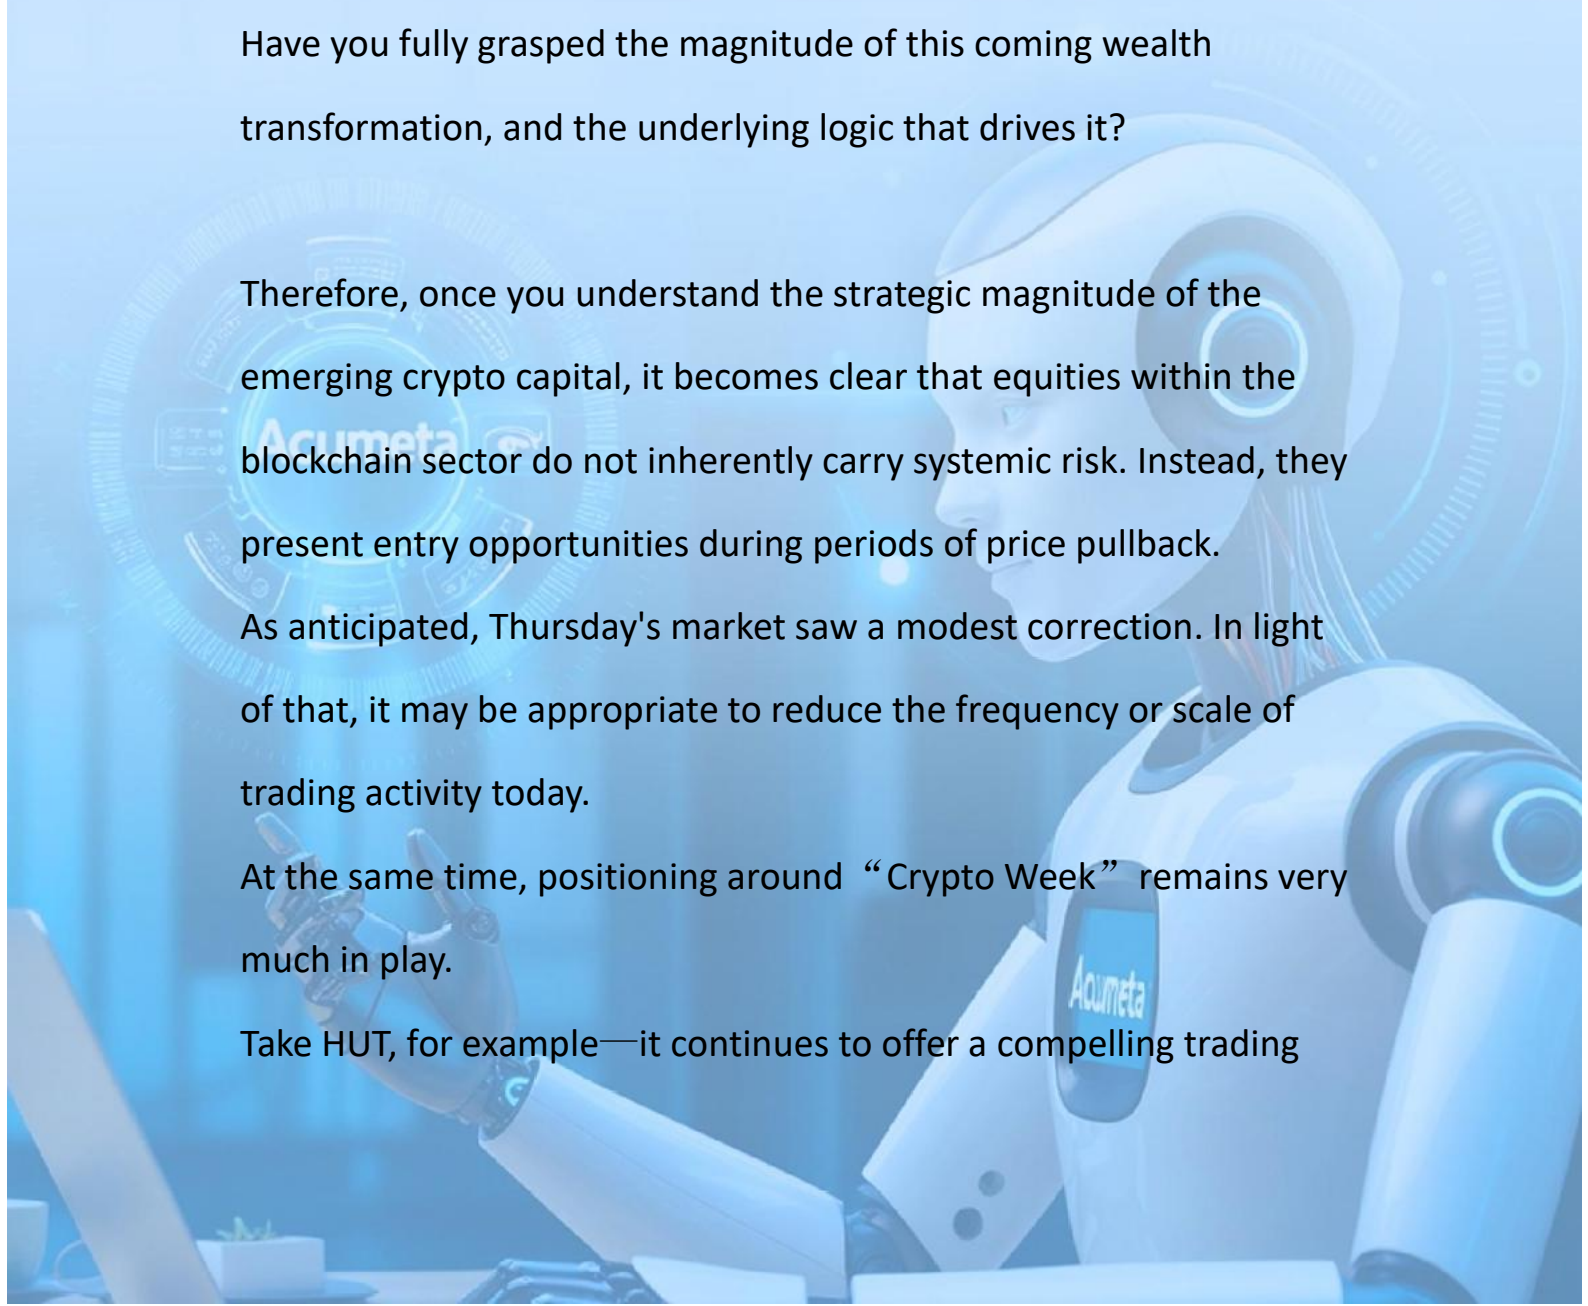 Have you fully grasped the magnitude of this coming wealth
transformation, and the underlying logic that drives it?
Therefore, once you understand the strategic magnitude of the
emerging crypto capital, it becomes clear that equities within the
Acumeta
blockchain sector do not inherently carry systemic risk. Instead, they
present entry opportunities during periods of price pullback.
As anticipated, Thursday's market saw a modest correction. In light
of that, it may be appropriate to reduce the frequency or scale of
trading activity today.
At the same time, positioning around “Crypto Week” remains very
much in play.
Acumeta
Take HUT, for example—it continues to offer a compelling trading